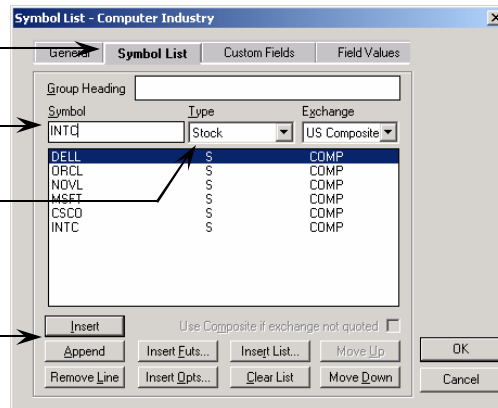 Symbol List - Computer Industry
General Symbol List Custom Fields Field Values
Group Heading
Symbol Type Exchange
INTC Stock US Composite
DELL S COMP
ORCL S COMP
NOVL S COMP
MSFT S COMP
CSCO S COMP
INTC S COMP
Insert Use Composite if exchange not quoted
Append Insert Futs... Insert List... Move Up OK
Remove Line Insert Opts... Clear List Move Down Cancel